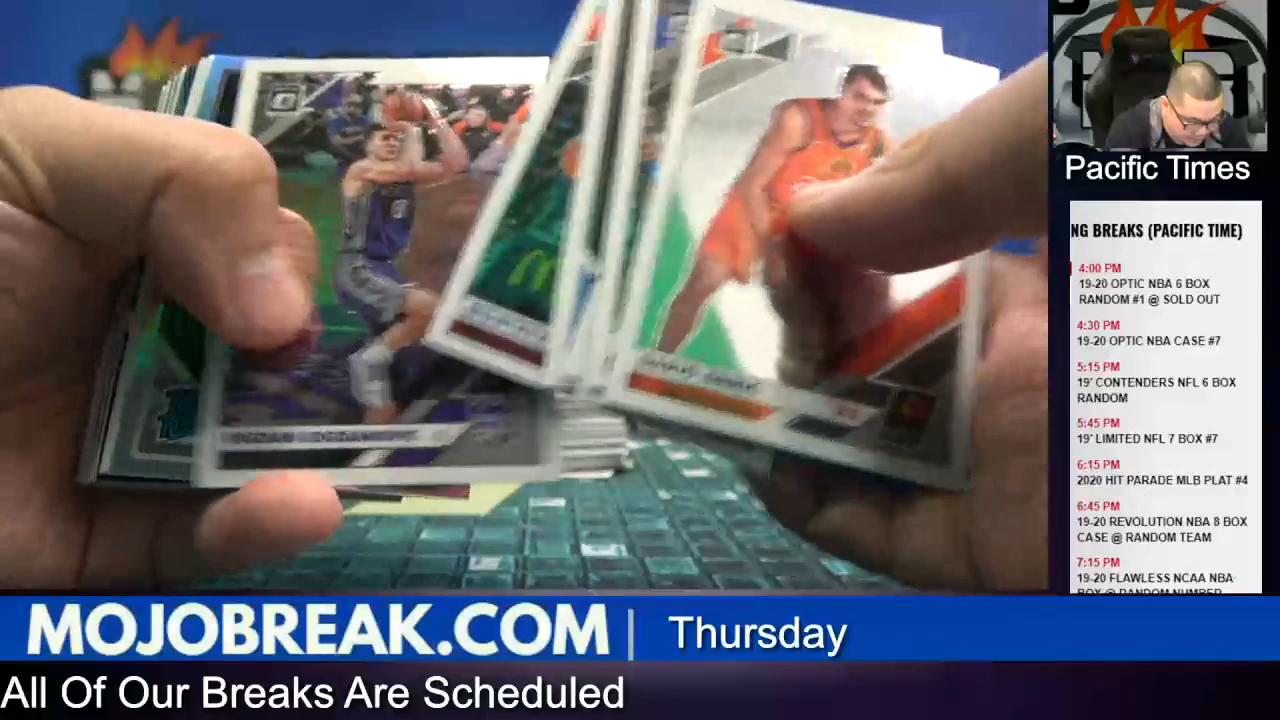 Pacific Times
NG BREAKS (PACIFIC TIME)
4:00 PM
19-20 OPTIC NBA 6 BOX
RANDOM #1 @ SOLD OUT
4:30 PM
19-20 OPTIC NBA CASE #7
5:15 PM
19' CONTENDERS NFL 6 BOX
RANDOM
5:45 PM
19' LIMITED NFL 7 BOX #7
6:15 PM
2020 HIT PARADE MLB PLAT #4
6:45 PM
19-20 REVOLUTION NBA 8 BOX
CASE @ RANDOM TEAM
7:15 PM
19-20 FLAWLESS NCAA NBA
BOX @ RANDOM NUMBER
MOJOBREAK.COM | Thursday
All Of Our Breaks Are Scheduled